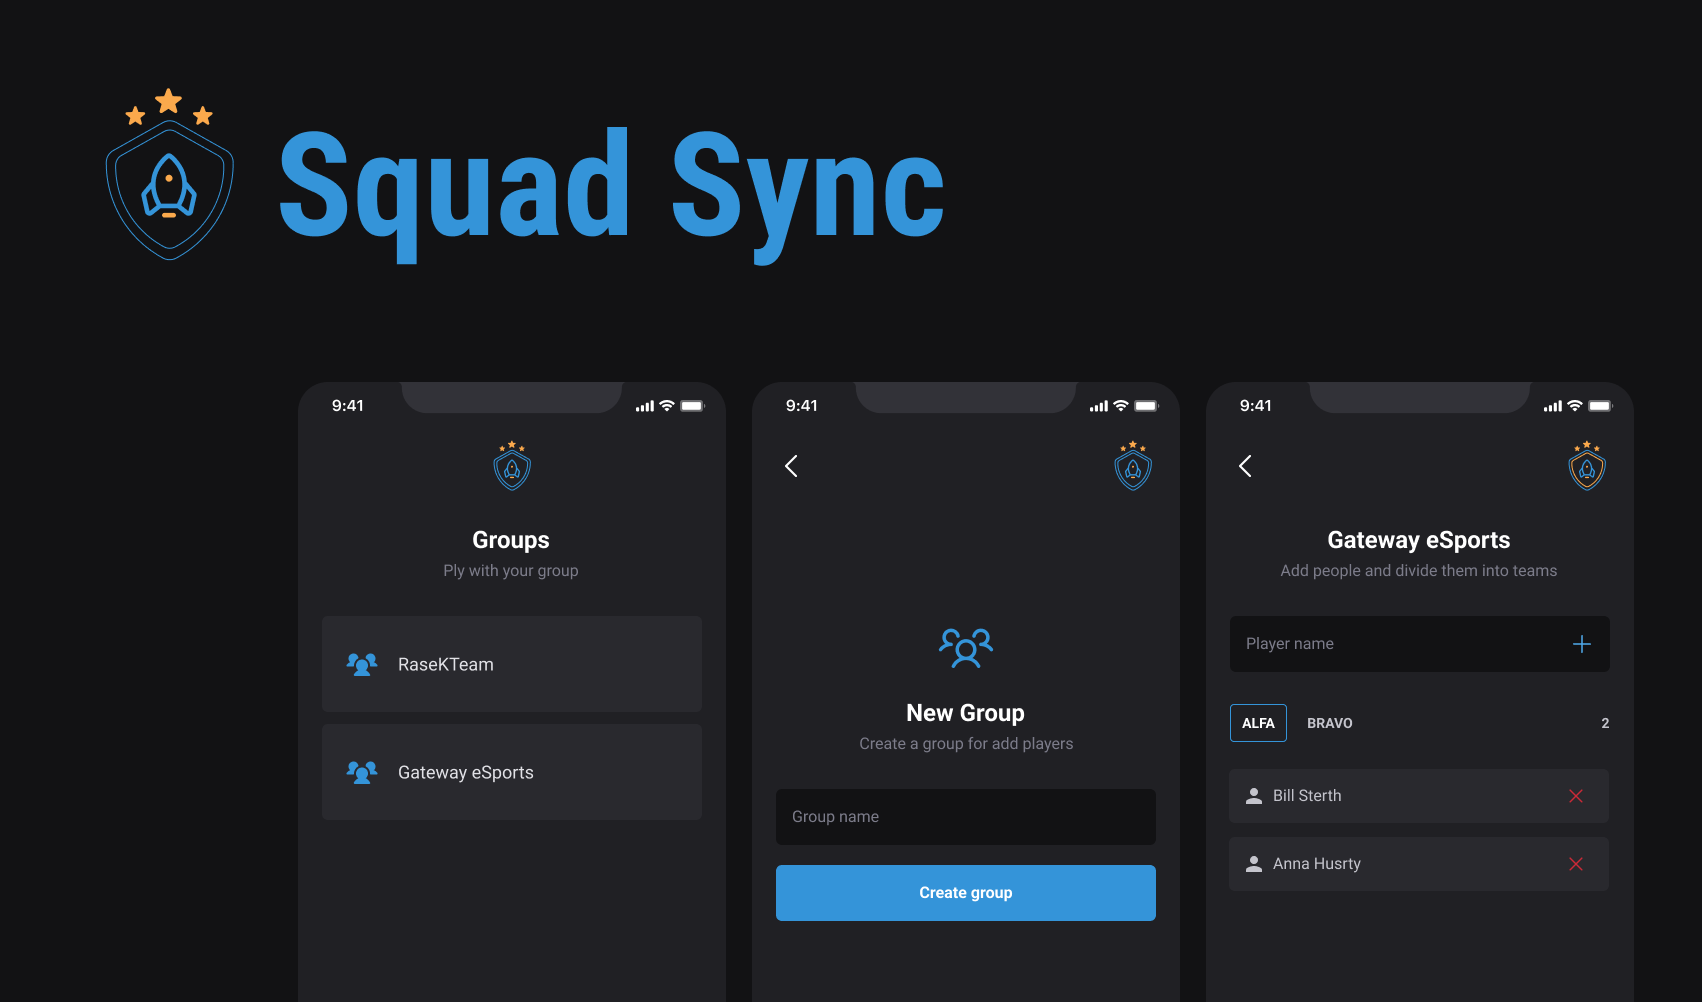 Squad Sync
9:41
Groups
Ply with your group
RaseKTeam
Gateway eSports
9:41
New Group
Create a group for add players
Group name
Create group
9:41
Gateway eSports
Add people and divide them into teams
Player name
ALFA BRAVO 2
Bill Sterth
Anna Husrty